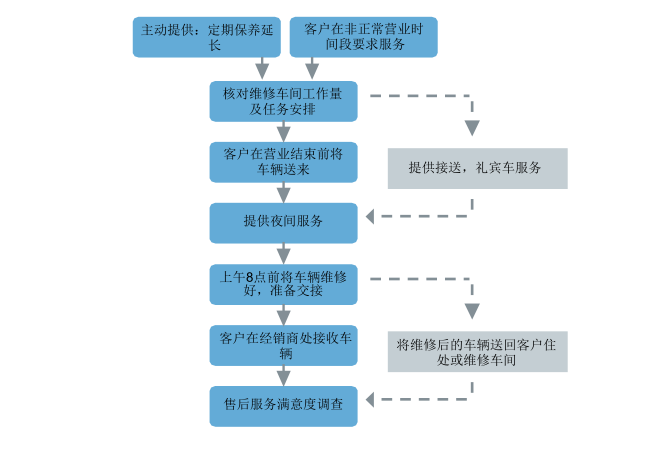 主动提供：定期保养延
长
客户在非正常营业时
间段要求服务
核对维修车间工作量
及任务安排
客户在营业结束前将
车辆送来
提供接送，礼宾车服务
提供夜间服务
上午8点前将车辆维修
好，准备交接
客户在经销商处接收车
辆
将维修后的车辆送回客户住
处或维修车间
售后服务满意度调查